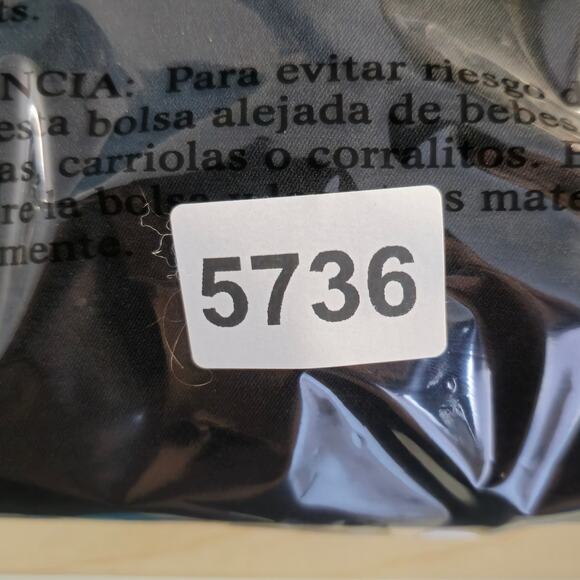 ts.
NCIA: Para evitar riesgo d
esta bolsa alejada de bebes
as, carriolas o corralitos. E
re la bolsa y s mate
mente.
5736